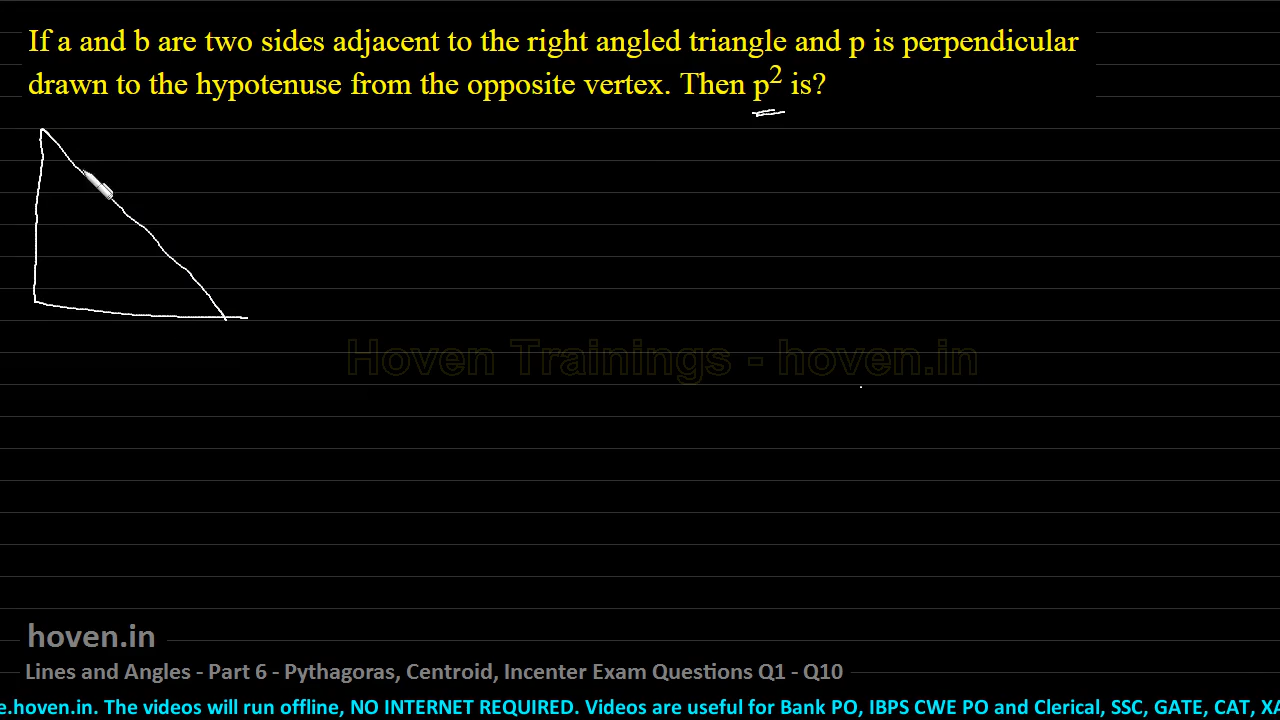 If a and b are two sides adjacent to the right angled triangle and p is perpendicular
drawn to the hypotenuse from the opposite vertex. Then p² is?
Hoven Trainings - hoven.in
hoven.in
Lines and Angles - Part 6 - Pythagoras, Centroid, Incenter Exam Questions Q1 - Q10
e.hoven.in. The videos will run offline, NO INTERNET REQUIRED. Videos are useful for Bank PO, IBPS CWE PO and Clerical, SSC, GATE, CAT, XA